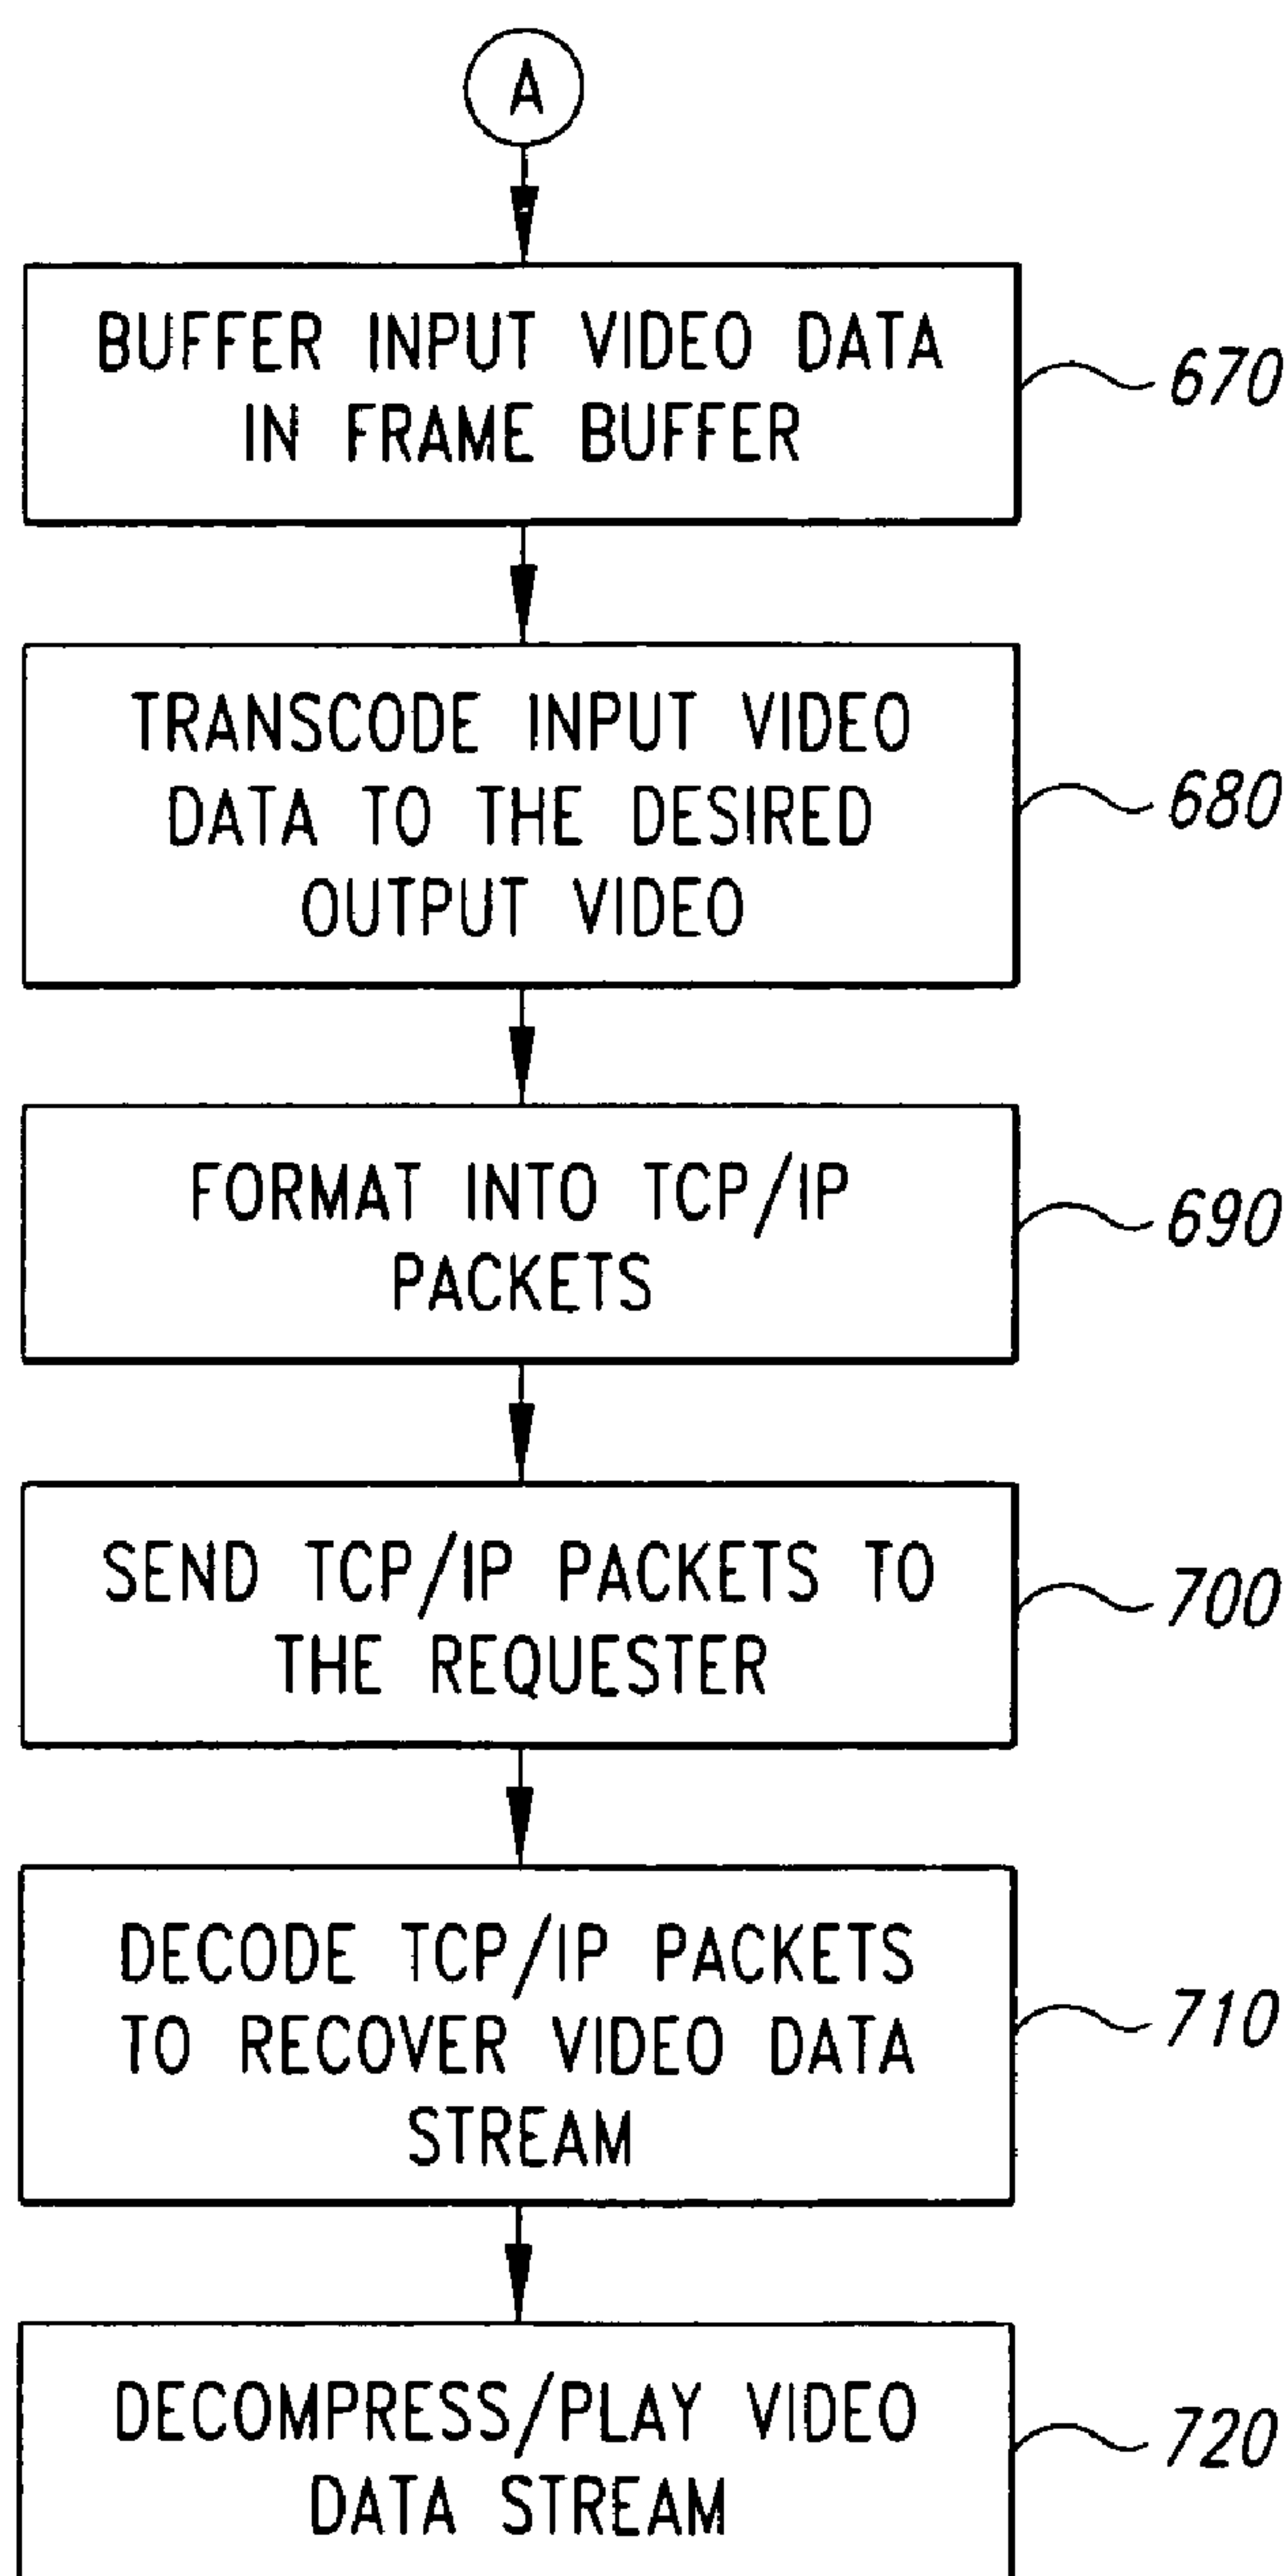 A
BUFFER INPUT VIDEO DATA
IN FRAME BUFFER
670
TRANSCODE INPUT VIDEO
DATA TO THE DESIRED
OUTPUT VIDEO
680
FORMAT INTO TCP/IP
PACKETS
690
SEND TCP/IP PACKETS TO
THE REQUESTER
700
DECODE TCP/IP PACKETS
TO RECOVER VIDEO DATA
STREAM
710
DECOMPRESS/PLAY VIDEO
DATA STREAM
720